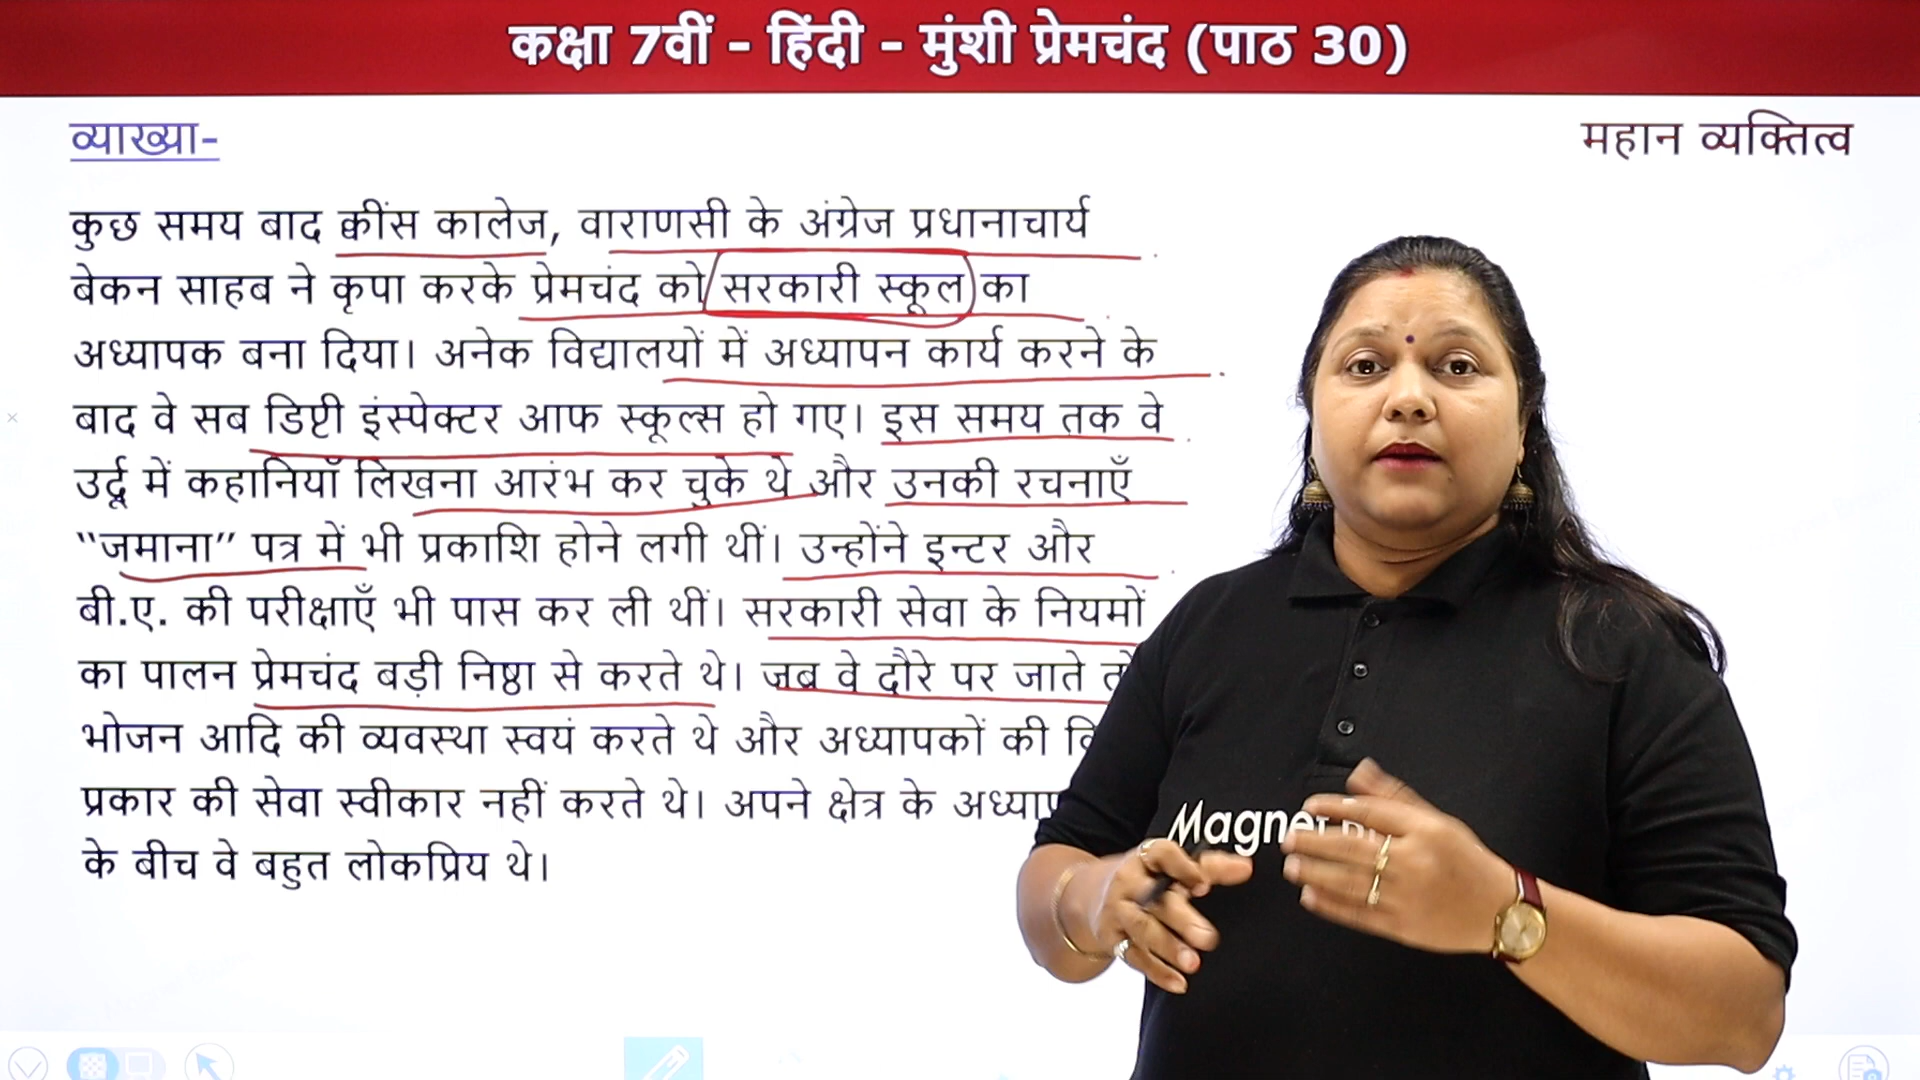 कक्षा 7वीं - हिंदी - मुंशी प्रेमचंद (पाठ 30)
व्याख्या-
महान व्यक्तित्व
कुछ समय बाद क्वींस कालेज, वाराणसी के अंग्रेज प्रधानाचार्य
बेकन साहब ने कृपा करके प्रेमचंद को सरकारी स्कूल का
अध्यापक बना दिया। अनेक विद्यालयों में अध्यापन कार्य करने के
बाद वे सब डिप्टी इंस्पेक्टर आफ स्कूल्स हो गए। इस समय तक वे
उर्दू में कहानियाँ लिखना आरंभ कर चुके थे और उनकी रचनाएँ
“जमाना” पत्र में भी प्रकाशि होने लगी थीं। उन्होंने इन्टर और
बी.ए. की परीक्षाएँ भी पास कर ली थीं। सरकारी सेवा के नियमों
का पालन प्रेमचंद बड़ी निष्ठा से करते थे। जब वे दौरे पर जाते
भोजन आदि की व्यवस्था स्वयं करते थे और अध्यापकों की
प्रकार की सेवा स्वीकार नहीं करते थे। अपने क्षेत्र के
के बीच वे बहुत लोकप्रिय थे।
Magnet